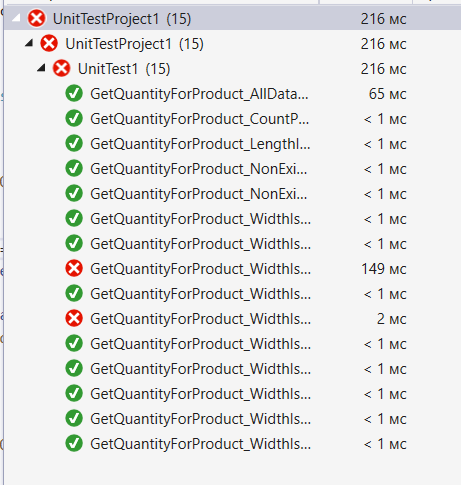 UnitTestProject1 (15) 216 мс
UnitTestProject1 (15) 216 мс
UnitTest1 (15) 216 мс
GetQuantityForProduct_AllData... 65 мс
GetQuantityForProduct_CountP... < 1 мс
GetQuantityForProduct_LengthI... < 1 мс
GetQuantityForProduct_NonExi... < 1 мс
GetQuantityForProduct_NonExi... < 1 мс
GetQuantityForProduct_WidthIs... < 1 мс
GetQuantityForProduct_WidthIs... < 1 мс
GetQuantityForProduct_WidthIs... 149 мс
GetQuantityForProduct_WidthIs... < 1 мс
GetQuantityForProduct_WidthIs... 2 мс
GetQuantityForProduct_WidthIs... < 1 мс
GetQuantityForProduct_WidthIs... < 1 мс
GetQuantityForProduct_WidthIs... < 1 мс
GetQuantityForProduct_WidthIs... < 1 мс
GetQuantityForProduct_WidthIs... < 1 мс